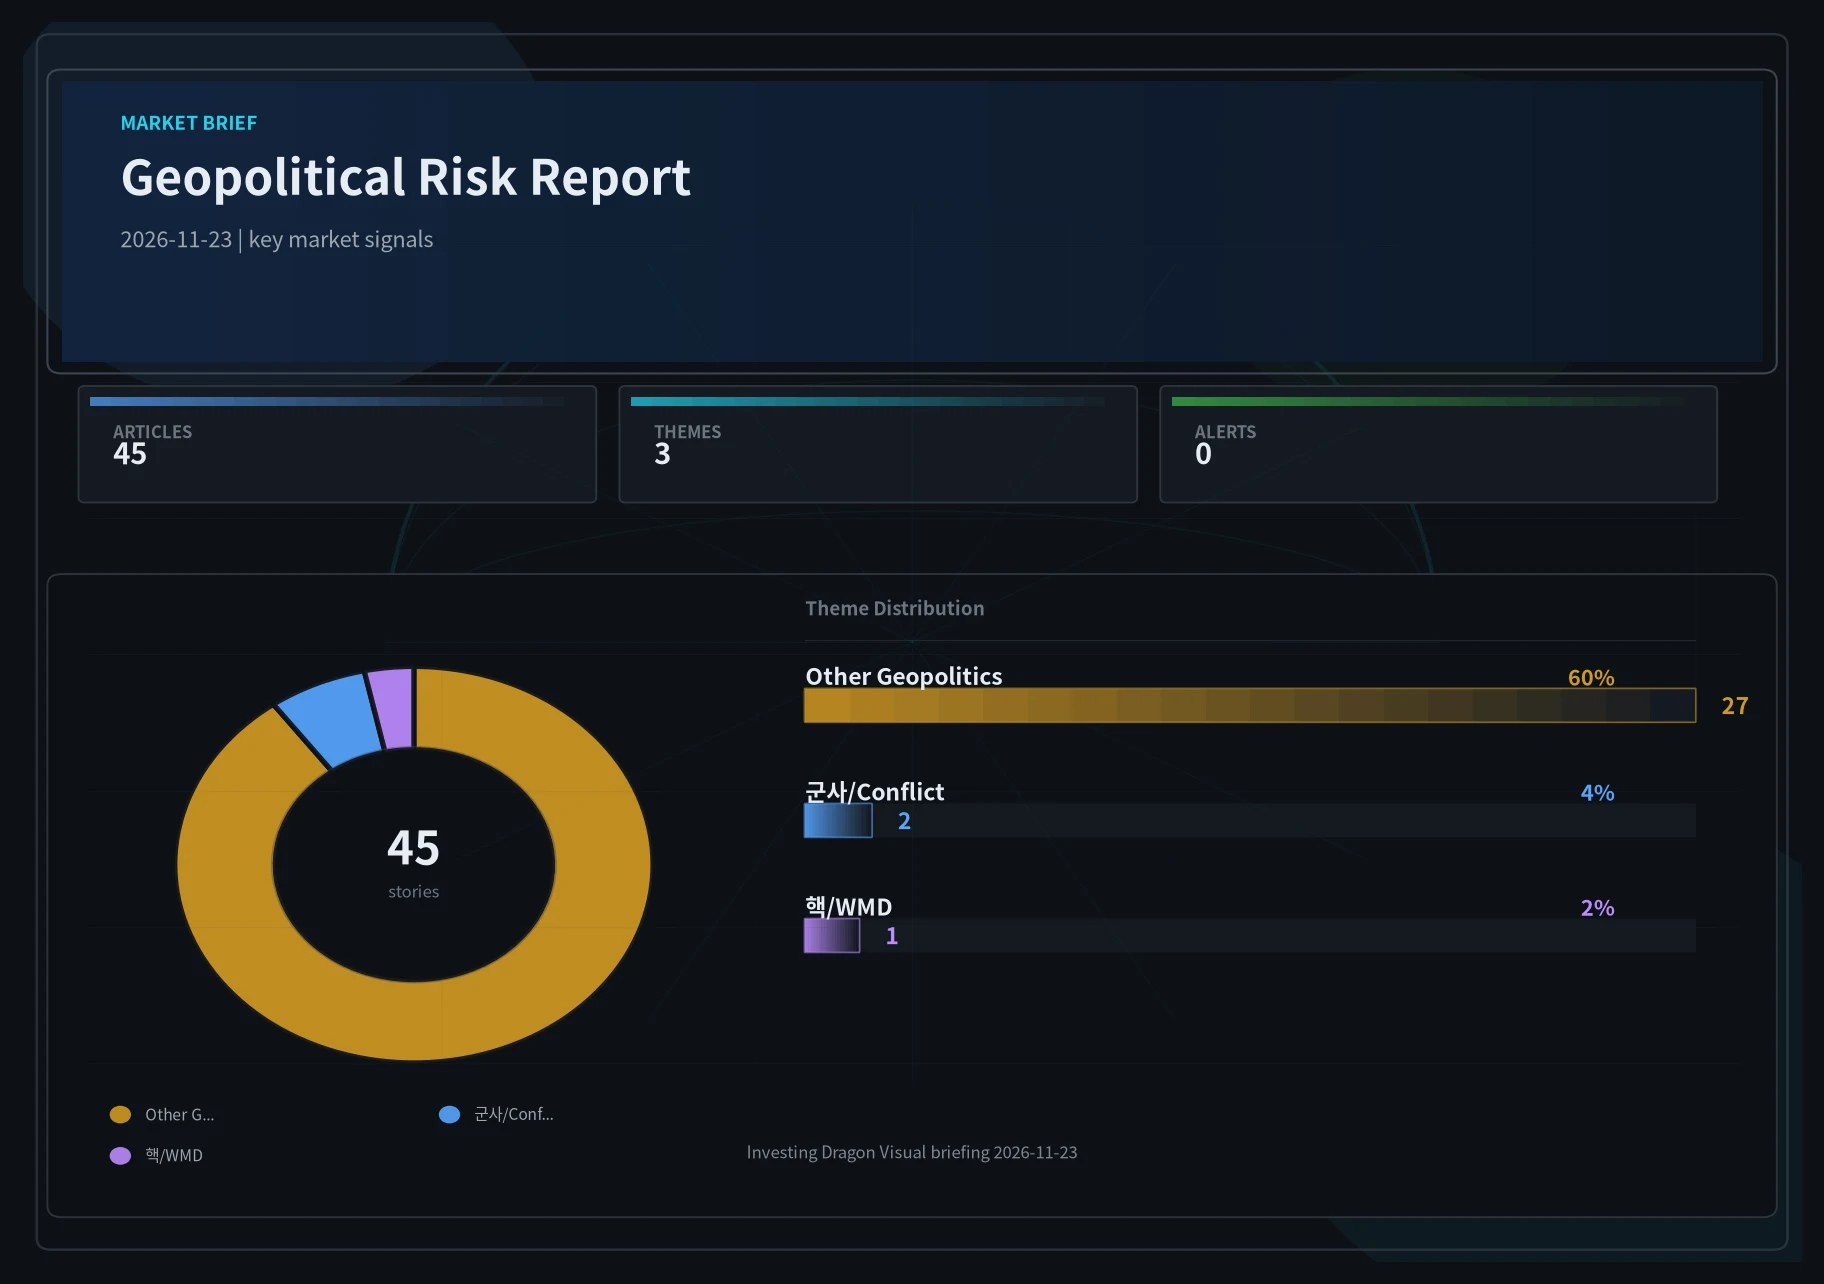 MARKET BRIEF
Geopolitical Risk Report
2026-11-23 | key market signals
ARTICLES
45
THEMES
3
ALERTS
0
Theme Distribution
Other Geopolitics
60%
27
군사/Conflict
4%
2
핵/WMD
2%
1
45
stories
Other G...
군사/Conf...
핵/WMD
Investing Dragon Visual briefing 2026-11-23